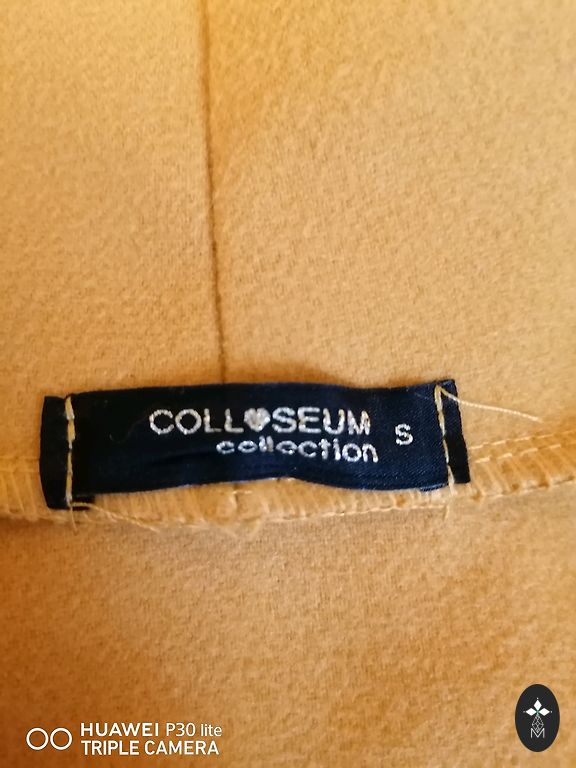 COLL♥SEUM
collection
S
HUAWEI P30 lite
TRIPLE CAMERA
M